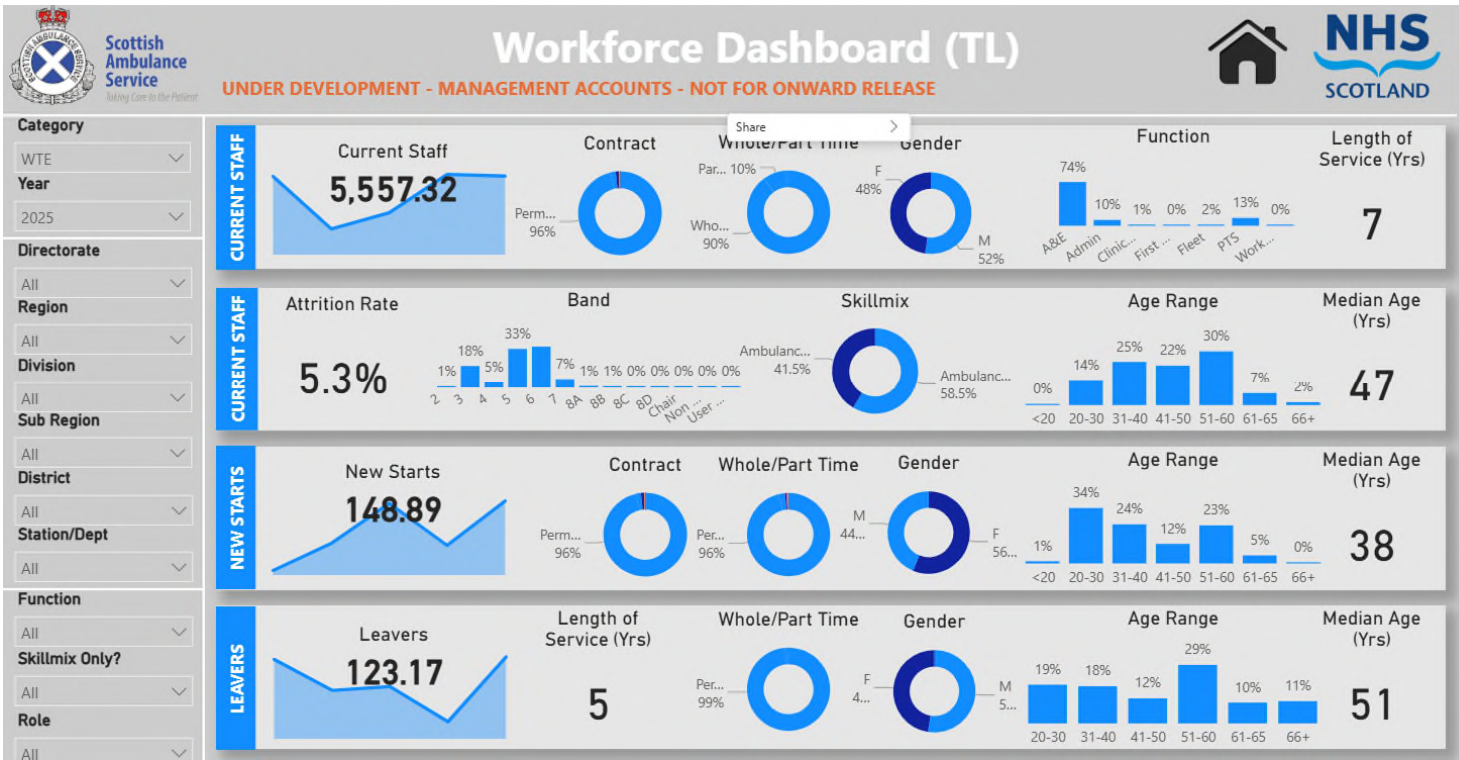 Scottish
Ambulance
Service
Taking Care to the Patient
Workforce Dashboard (TL)
UNDER DEVELOPMENT - MANAGEMENT ACCOUNTS - NOT FOR ONWARD RELEASE
NHS
SCOTLAND
Category
WTE
Year
2025
Directorate
All
Region
All
Division
All
Sub Region
All
District
All
Station/Dept
All
Function
All
Skillmix Only?
All
Role
All
Share
CURRENT STAFF
Current Staff
5,557.32
Contract
Perm...
96%
Whole/Part Time
Par... 10%
Who...
90%
Gender
F
48%
M
52%
Function
74% 10% 1% 0% 2% 13% 0%
A&E Admin Clinic... First ... Fleet PTS Work...
Length of
Service (Yrs)
7
CURRENT STAFF
Attrition Rate
5.3%
Band
1% 18% 5% 33% 7% 1% 1% 0% 0% 0% 0% 0%
2 3 4 5 6 7 8A 8B 8C 8D Chair Non ... User ...
Skillmix
Ambulanc...
41.5%
Ambulanc...
58.5%
Age Range
0% 14% 25% 22% 30% 7% 2%
<20 20-30 31-40 41-50 51-60 61-65 66+
Median Age
(Yrs)
47
NEW STARTS
New Starts
148.89
Contract
Perm...
96%
Whole/Part Time
Per...
96%
Gender
M
44...
F
56...
Age Range
1% 34% 24% 12% 23% 5% 0%
<20 20-30 31-40 41-50 51-60 61-65 66+
Median Age
(Yrs)
38
LEAVERS
Leavers
123.17
Length of
Service (Yrs)
5
Whole/Part Time
Per...
99%
Gender
F
4...
M
5...
Age Range
19% 18% 12% 29% 10% 11%
20-30 31-40 41-50 51-60 61-65 66+
Median Age
(Yrs)
51